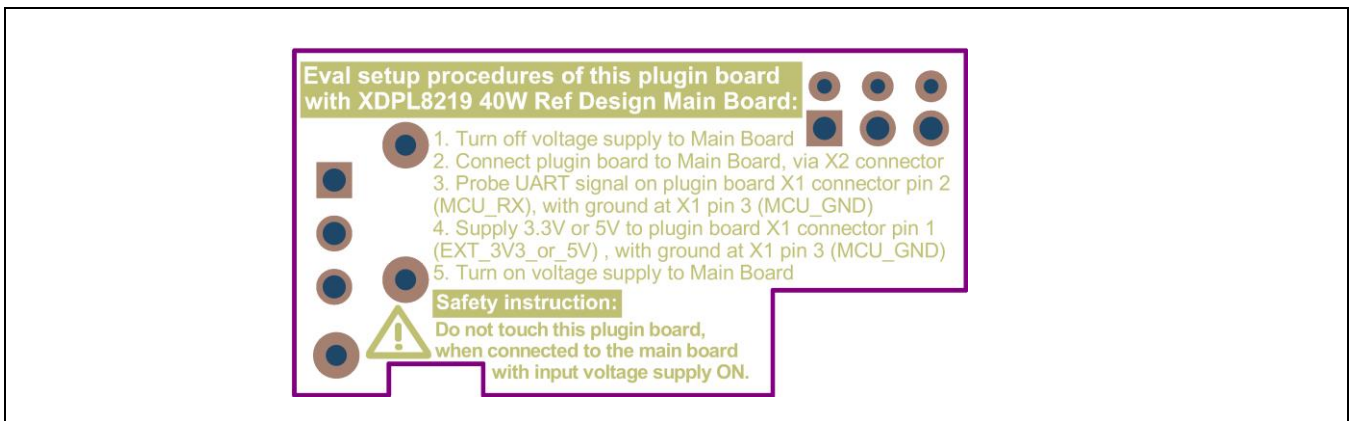 Eval setup procedures of this plugin board
with XDPL8219 40W Ref Design Main Board:
1. Turn off voltage supply to Main Board
2. Connect plugin board to Main Board, via X2 connector
3. Probe UART signal on plugin board X1 connector pin 2
(MCU_RX), with ground at X1 pin 3 (MCU_GND)
4. Supply 3.3V or 5V to plugin board X1 connector pin 1
(EXT_3V3_or_5V) , with ground at X1 pin 3 (MCU_GND)
5. Turn on voltage supply to Main Board
Safety instruction:
Do not touch this plugin board,
when connected to the main board
with input voltage supply ON.